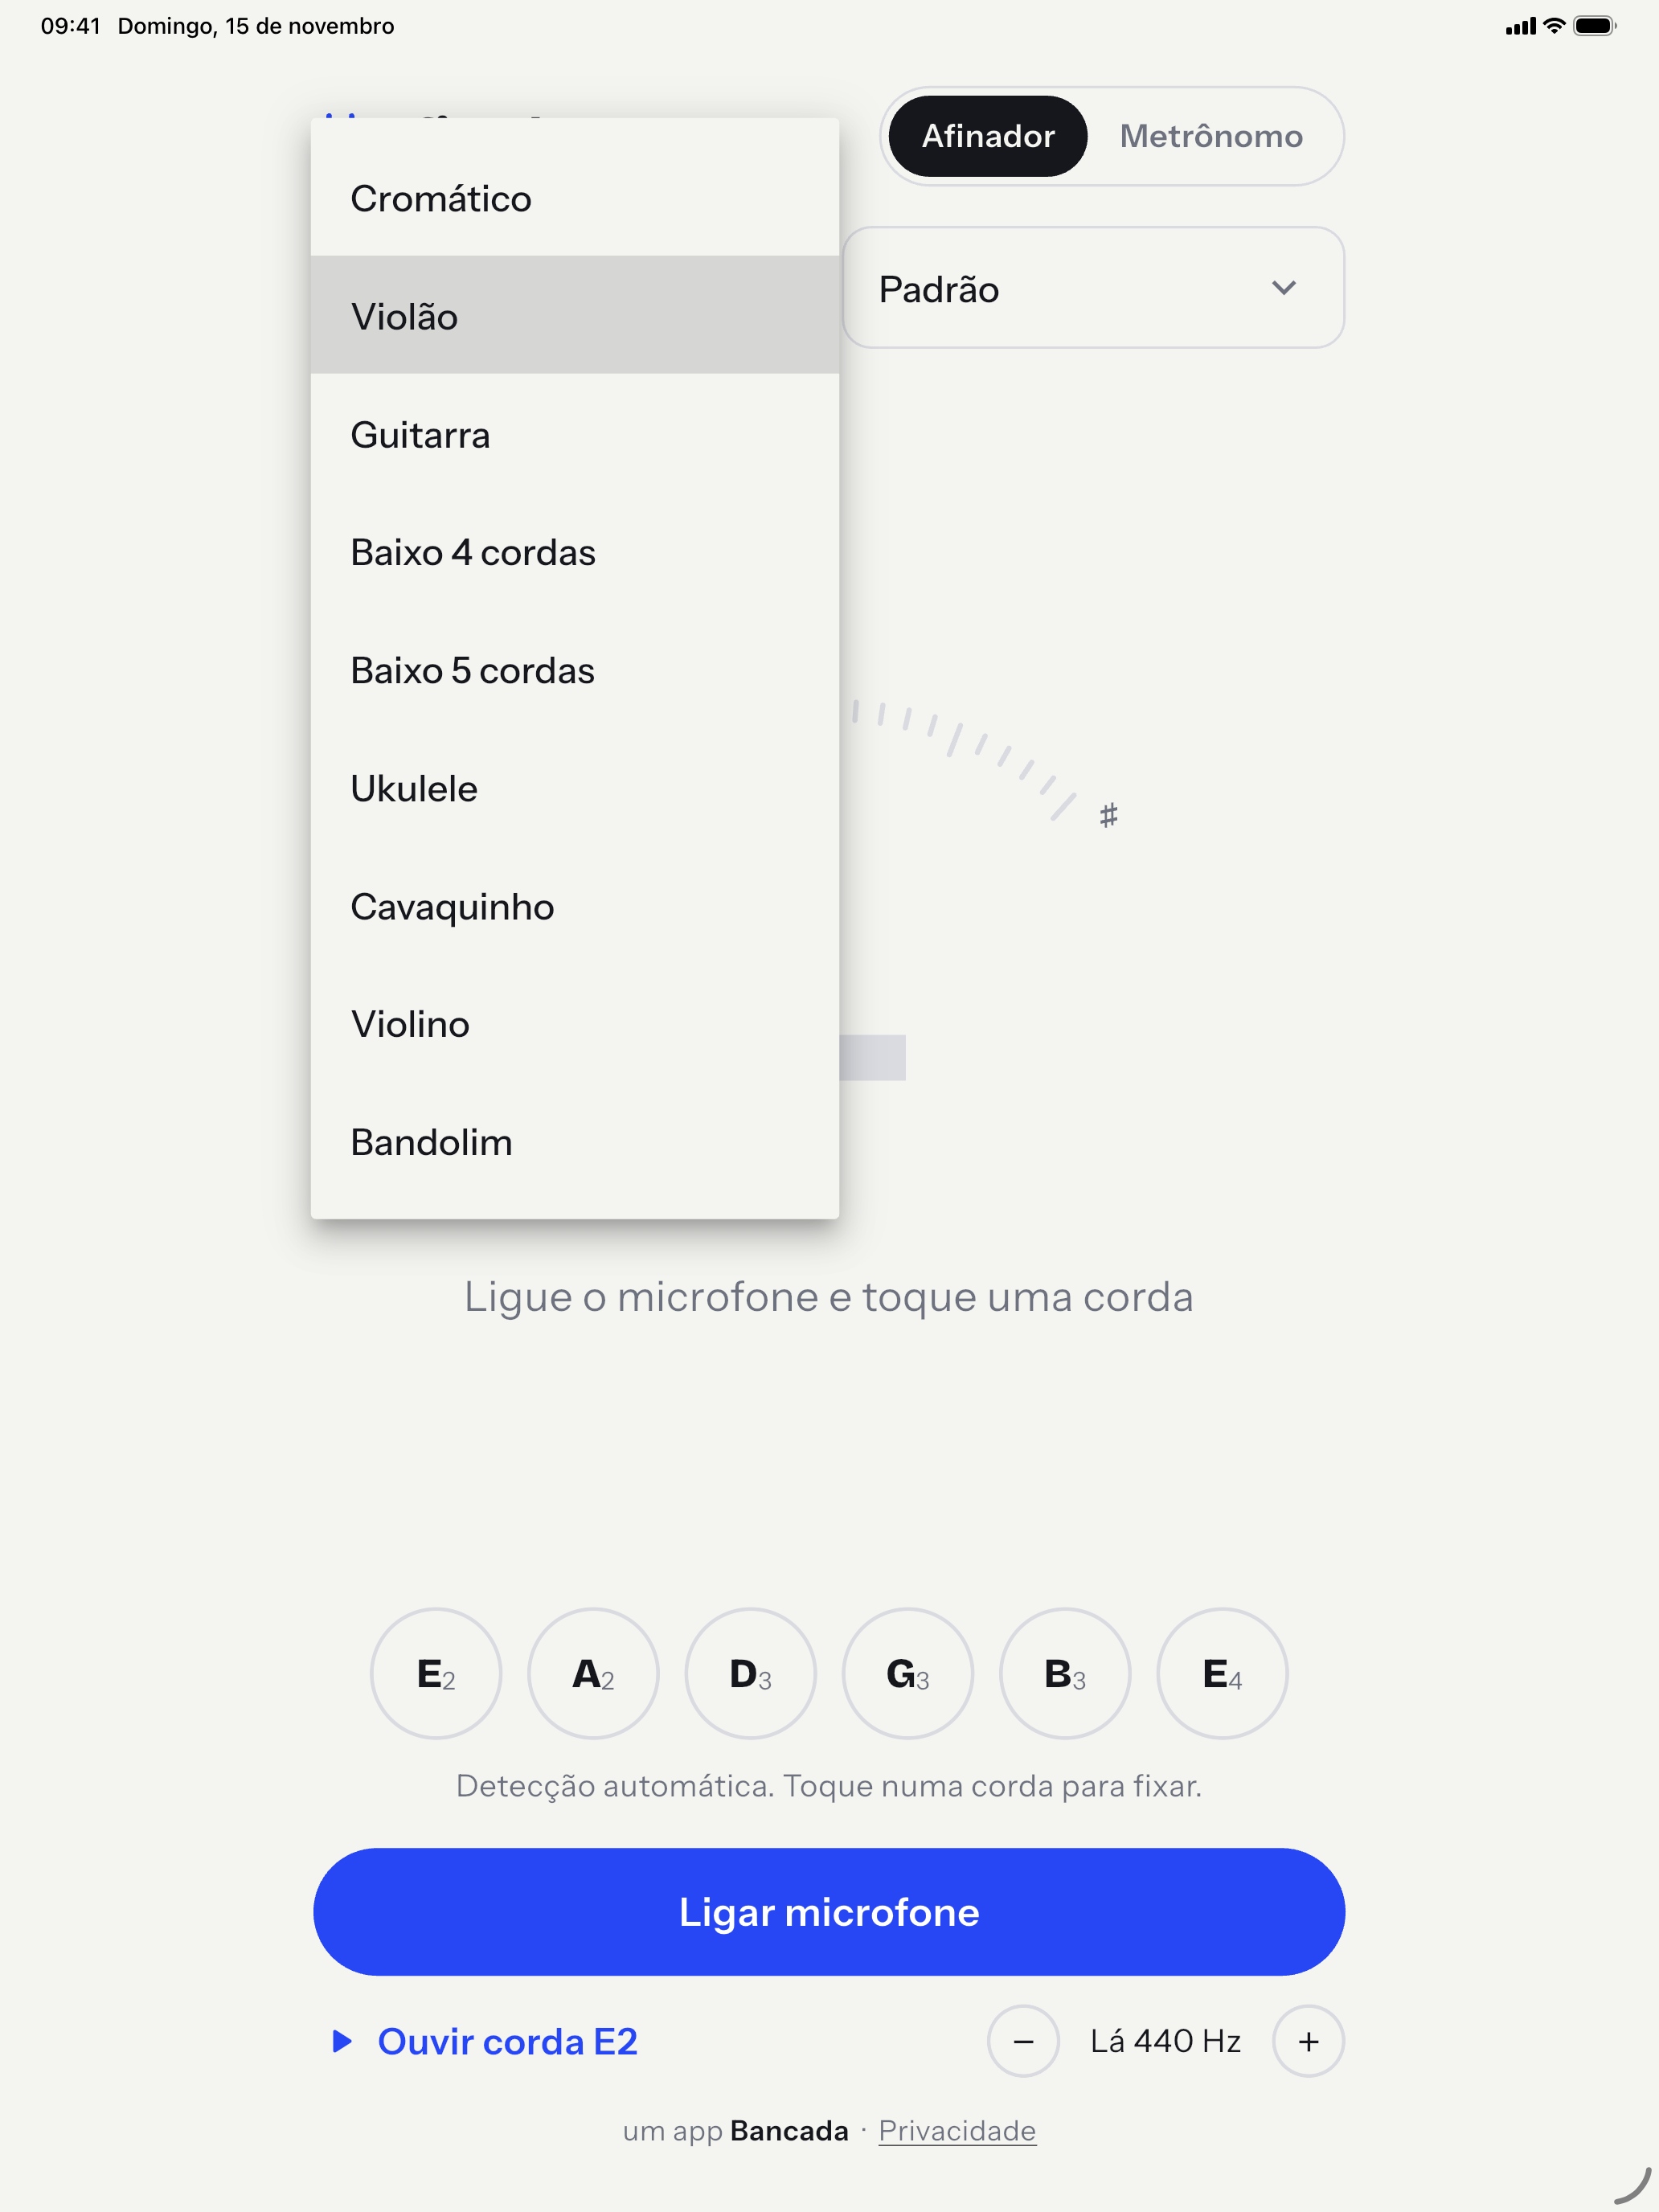 09:41 Domingo, 15 de novembro
Afinador
Metrônomo
Padrão
Cromático
Violão
Guitarra
Baixo 4 cordas
Baixo 5 cordas
Ukulele
Cavaquinho
Violino
Bandolim
♯
Ligue o microfone e toque uma corda
E2 A2 D3 G3 B3 E4
Detecção automática. Toque numa corda para fixar.
Ligar microfone
Ouvir corda E2
− Lá 440 Hz +
um app Bancada · Privacidade